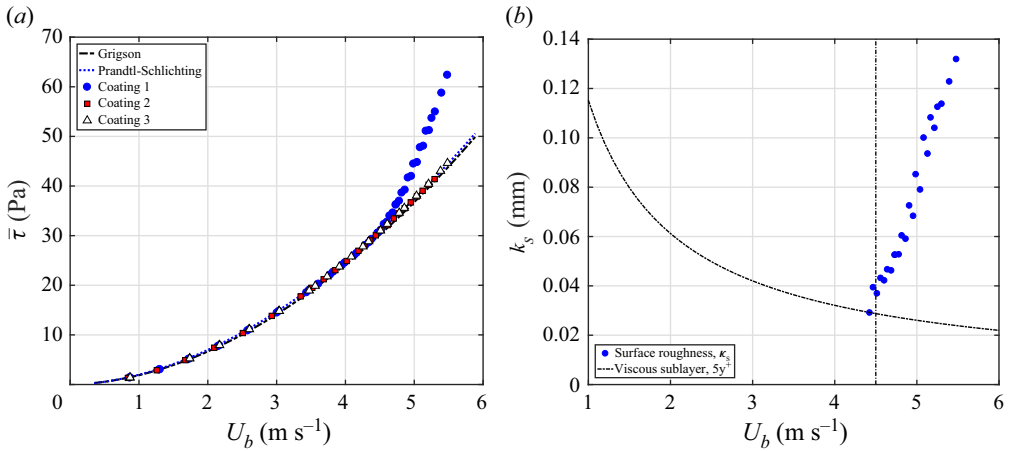 (a)
70
60
50
40
30
20
10
0
1
2
3
4
5
6
τ̅ (Pa)
U_b (m s⁻¹)
Grigson
Prandtl-Schlichting
Coating 1
Coating 2
Coating 3
(b)
0.14
0.12
0.10
0.08
0.06
0.04
0.02
0
1
2
3
4
5
6
k_s (mm)
U_b (m s⁻¹)
Surface roughness, κ_s
Viscous sublayer, 5y⁺